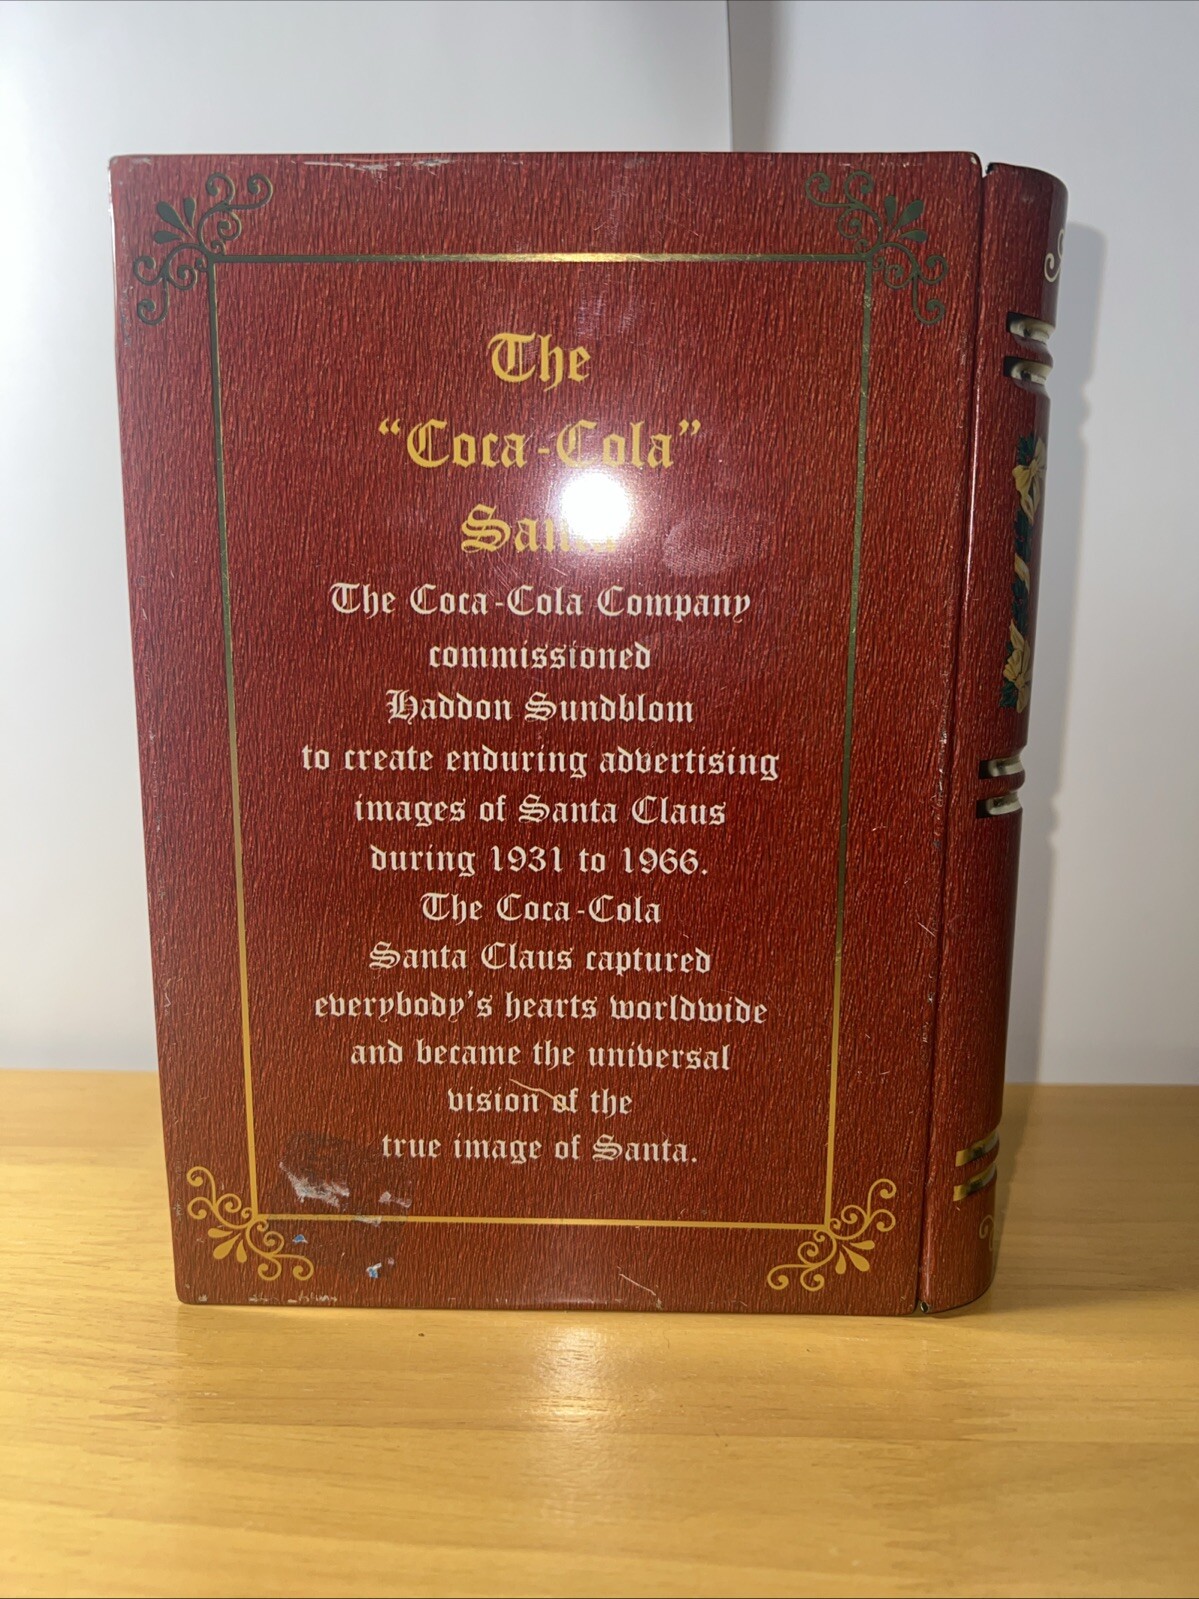 The
“Coca-Cola”
Santa
The Coca-Cola Company
commissioned
Haddon Sundblom
to create enduring advertising
images of Santa Claus
during 1931 to 1966.
The Coca-Cola
Santa Claus captured
everybody's hearts worldwide
and became the universal
vision of the
true image of Santa.